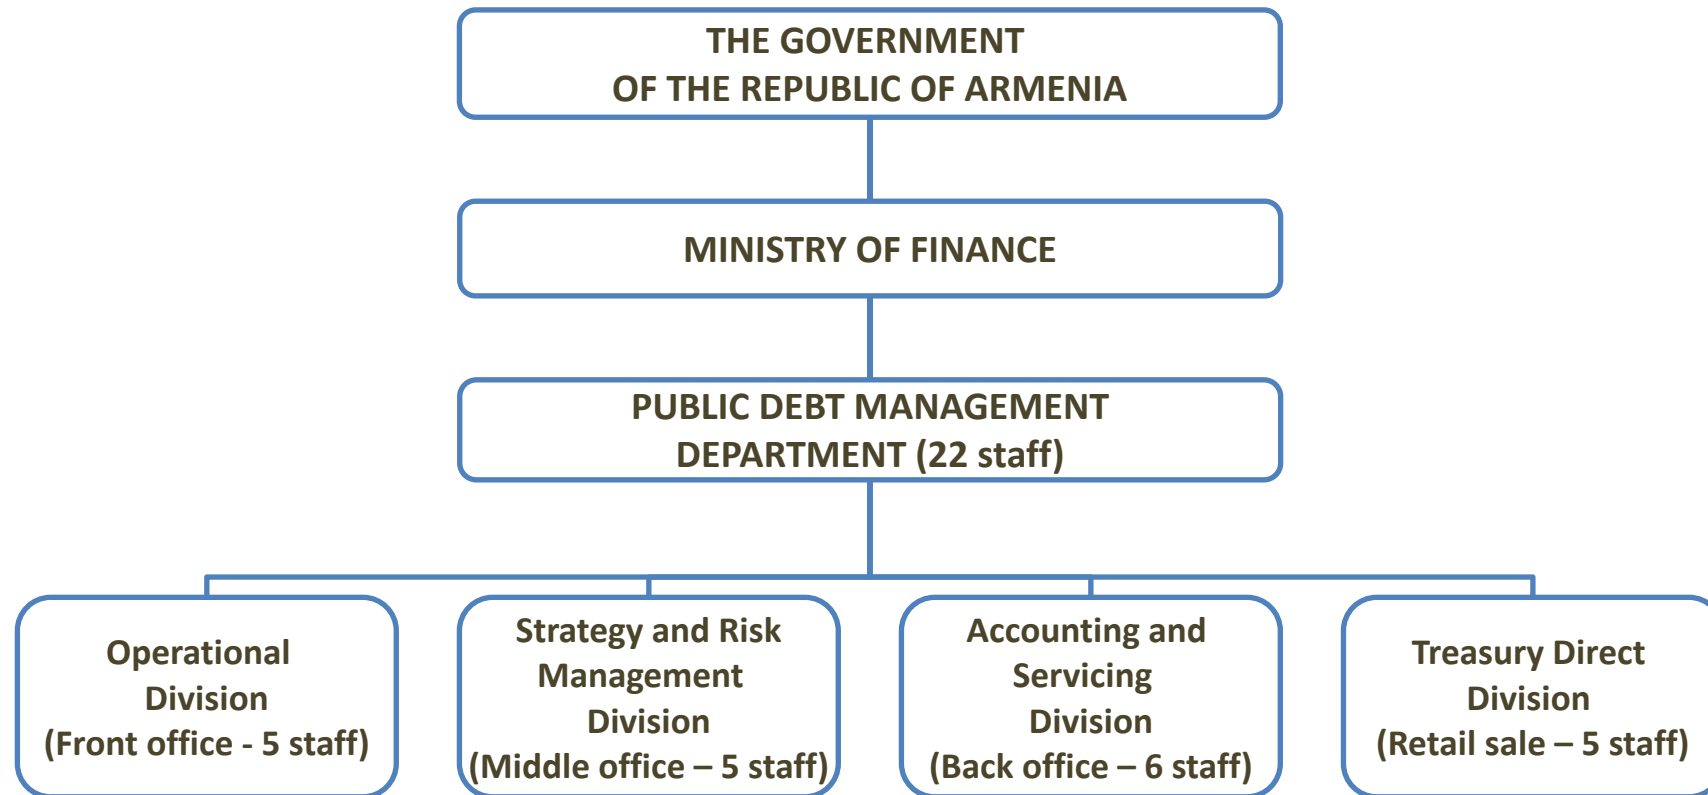 THE GOVERNMENT
OF THE REPUBLIC OF ARMENIA
MINISTRY OF FINANCE
PUBLIC DEBT MANAGEMENT
DEPARTMENT (22 staff)
Operational
Division
(Front office - 5 staff)
Strategy and Risk
Management
Division
(Middle office – 5 staff)
Accounting and
Servicing
Division
(Back office – 6 staff)
Treasury Direct
Division
(Retail sale – 5 staff)